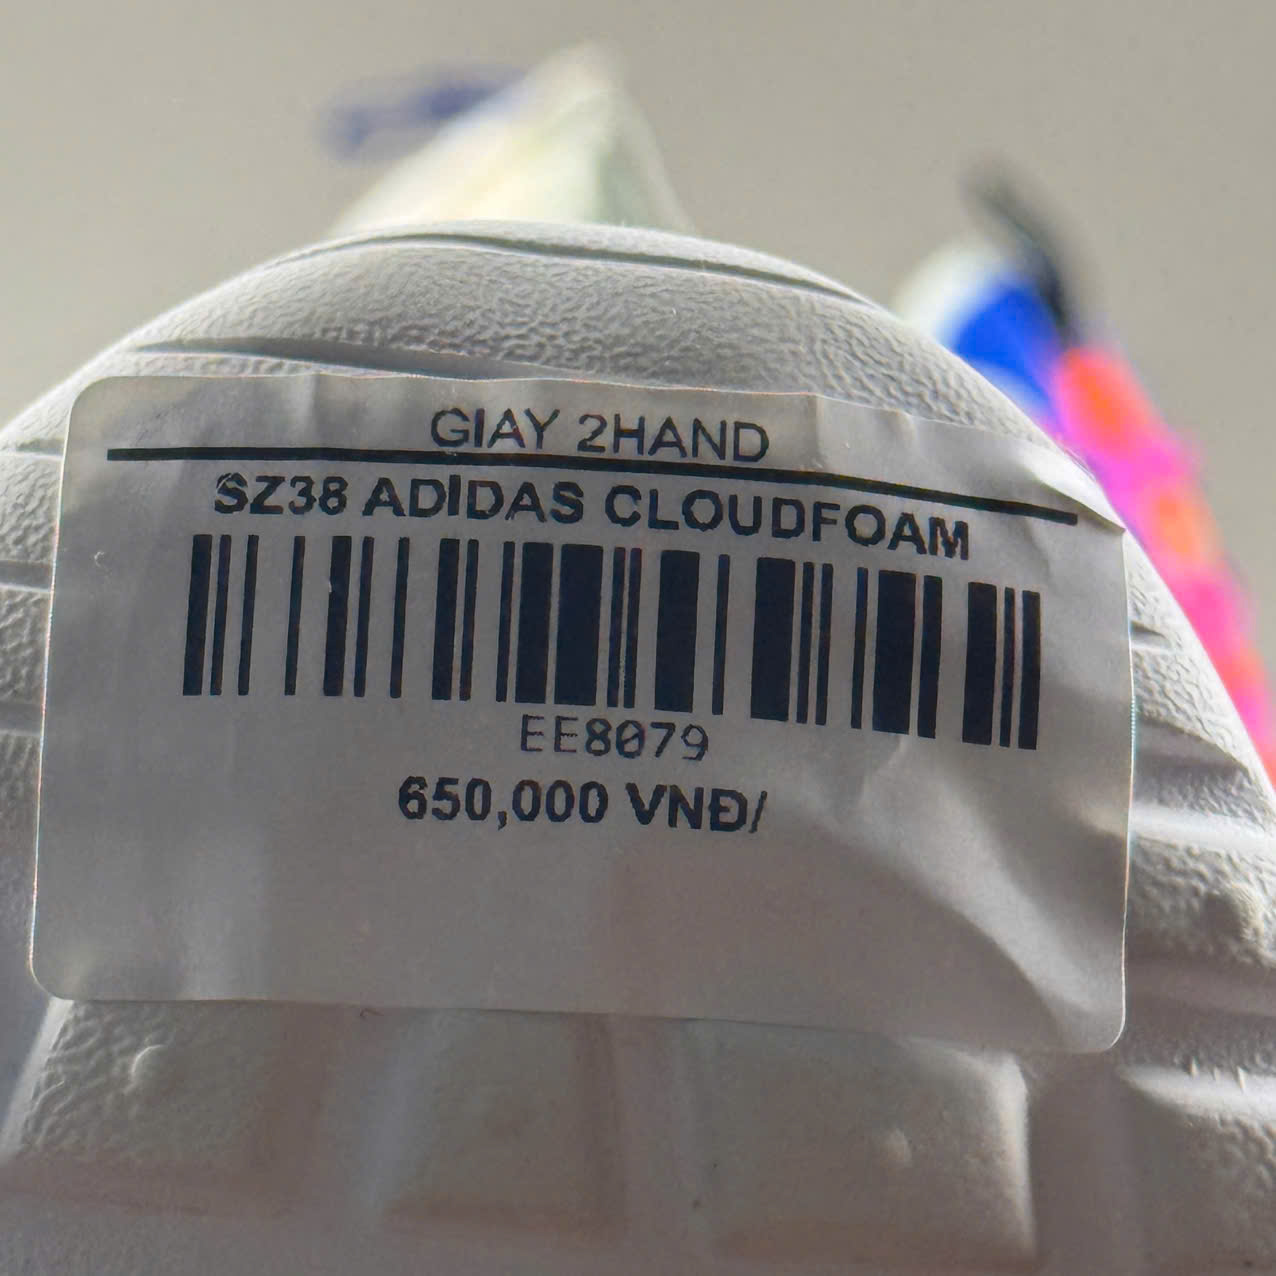 GIAY 2HAND
SZ38 ADIDAS CLOUDFOAM
EE8079
650,000 VNĐ/